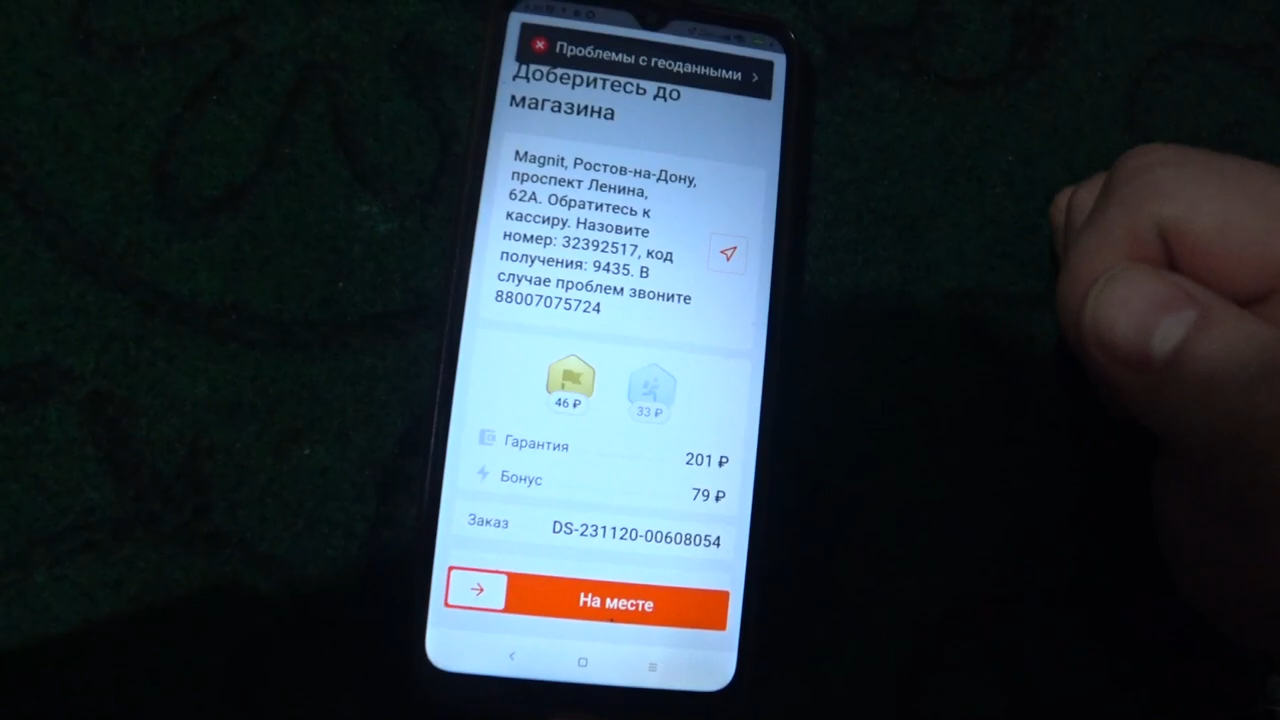 Проблемы с геоданными
Доберитесь до
магазина
Magnit, Ростов-на-Дону,
проспект Ленина,
62А. Обратитесь к
кассиру. Назовите
номер: 32392517, код
получения: 9435. В
случае проблем звоните
88007075724
46 ₽
33 ₽
Гарантия
201 ₽
Бонус
79 ₽
Заказ
DS-231120-00608054
На месте